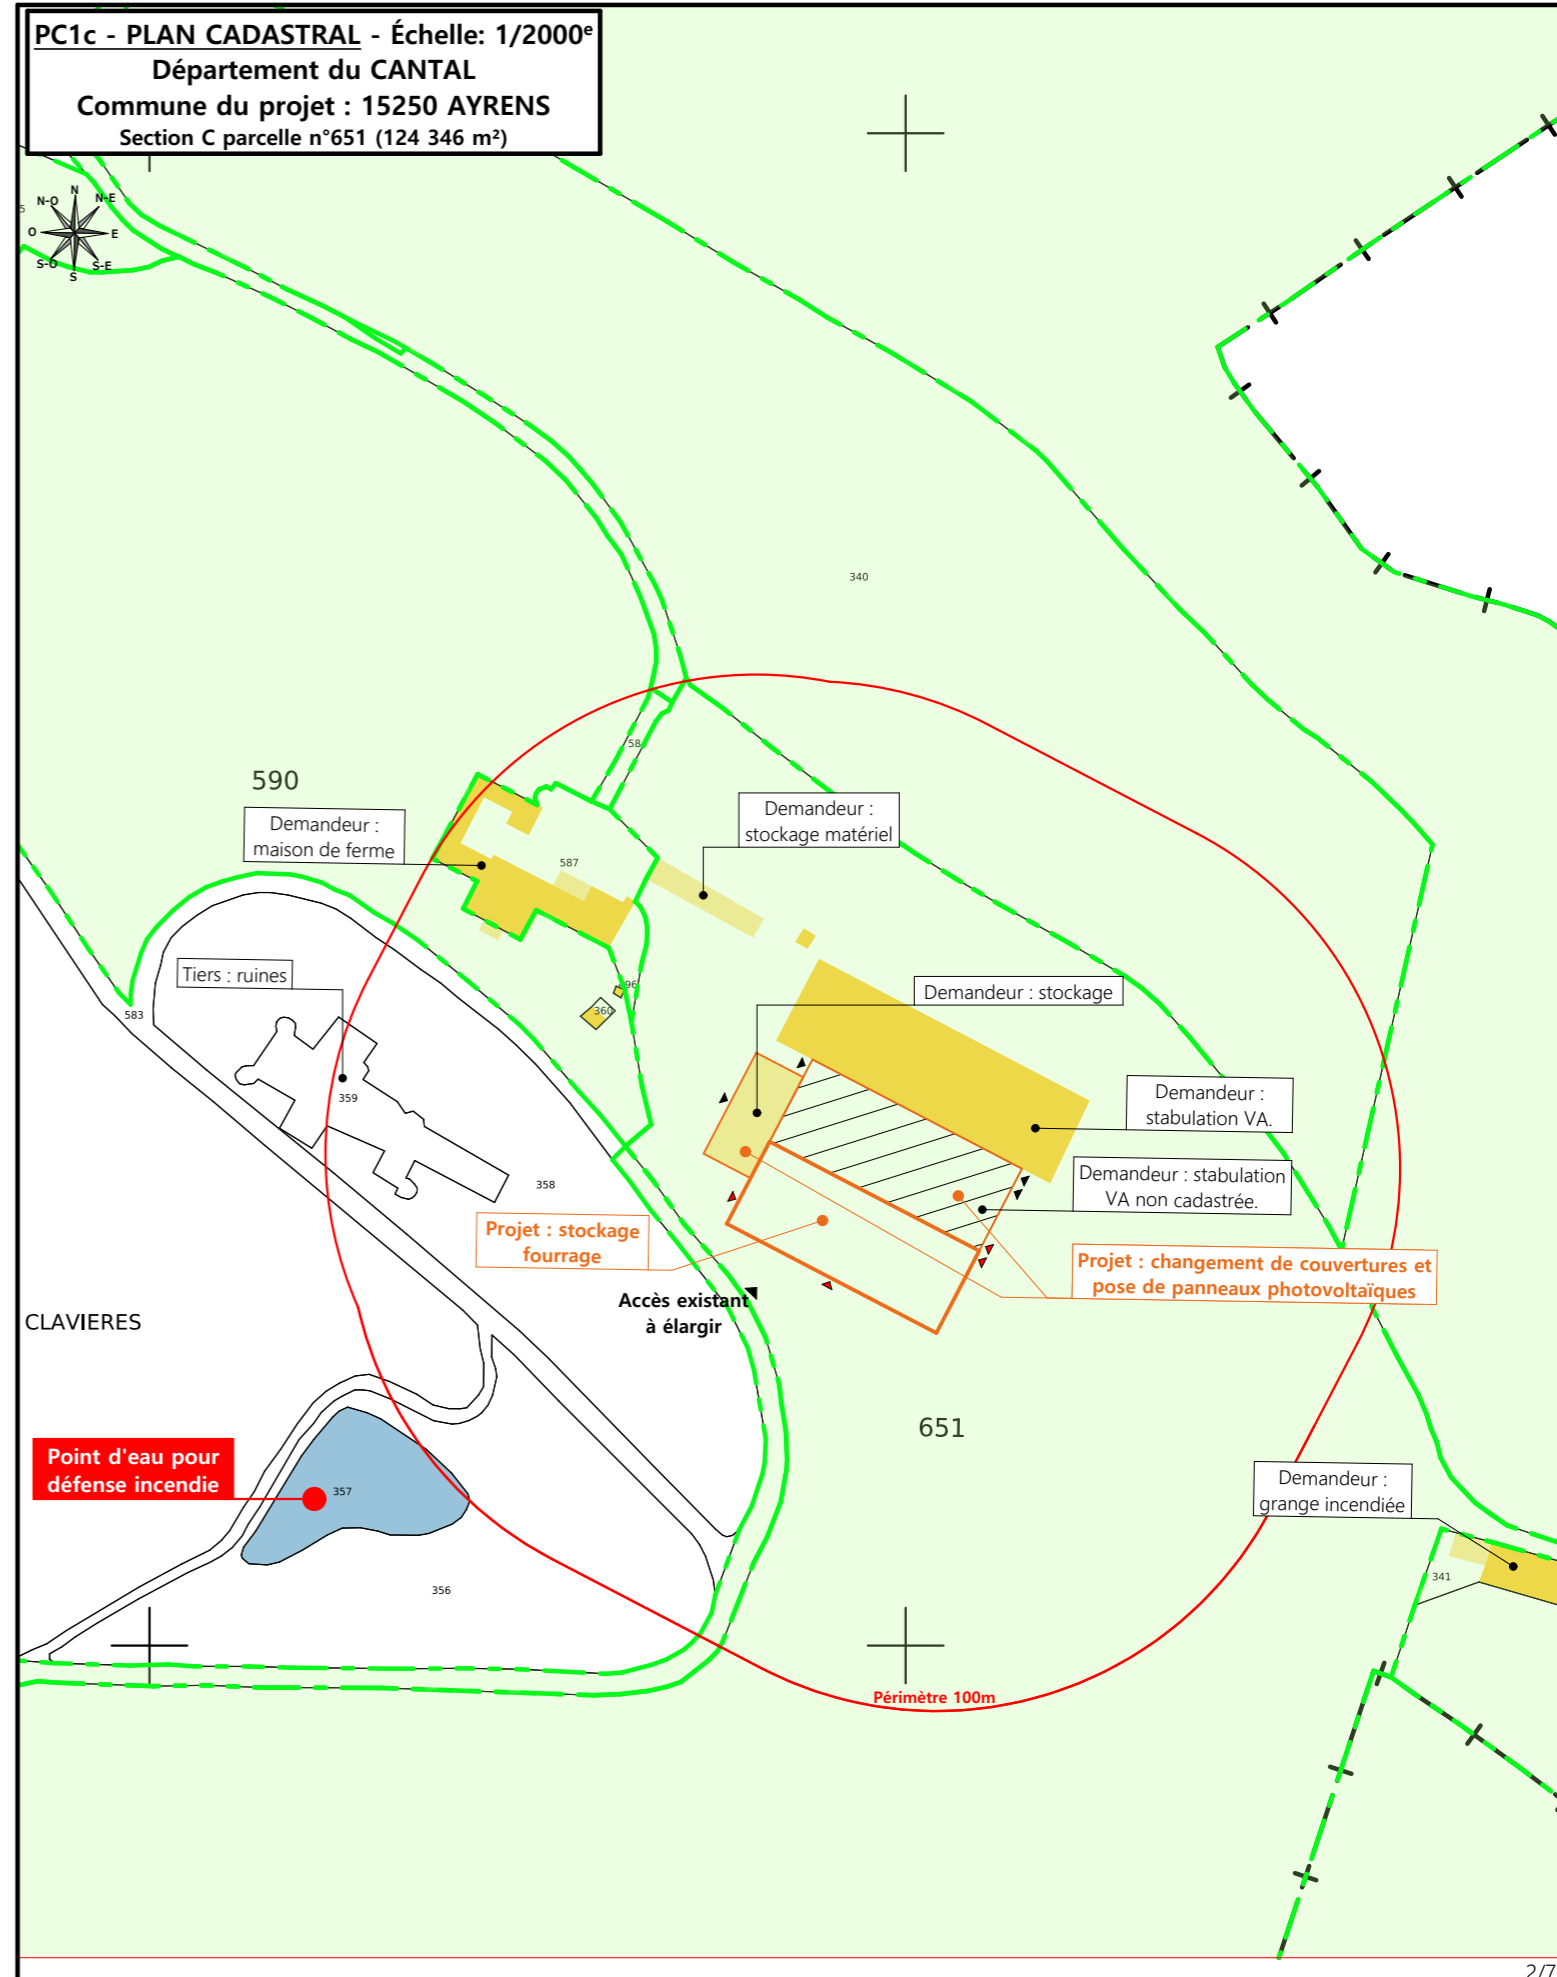 PC1c - PLAN CADASTRAL - Échelle: 1/2000ᵉ
Département du CANTAL
Commune du projet : 15250 AYRENS
Section C parcelle n°651 (124 346 m²)
N
N-O
N-E
5
O
E
S-O
S-E
S
340
58
590
Demandeur :
maison de ferme
Demandeur :
stockage matériel
587
Tiers : ruines
96
Demandeur : stockage
360
583
359
Demandeur :
stabulation VA.
358
Demandeur : stabulation
VA non cadastrée.
Projet : stockage
fourrage
Projet : changement de couvertures et
pose de panneaux photovoltaïques
Accès existant
à élargir
CLAVIERES
651
Point d'eau pour
défense incendie
357
Demandeur :
grange incendiée
356
341
Périmètre 100m
2/7